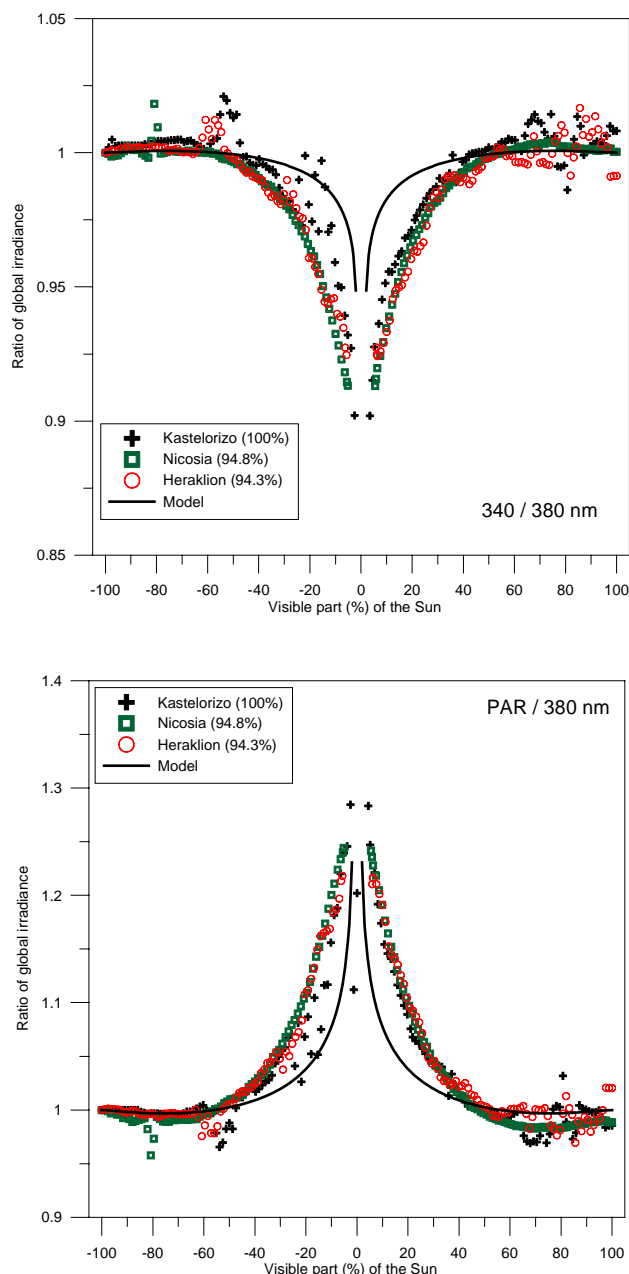 1.05
1
0.95
0.9
0.85
Ratio of global irradiance
Kastelorizo (100%)
Nicosia (94.8%)
Heraklion (94.3%)
Model
340 / 380 nm
-100 -80 -60 -40 -20 0 20 40 60 80 100
Visible part (%) of the Sun
1.4
1.3
1.2
1.1
1
0.9
Ratio of global irradiance
Kastelorizo (100%)
Nicosia (94.8%)
Heraklion (94.3%)
Model
PAR / 380 nm
-100 -80 -60 -40 -20 0 20 40 60 80 100
Visible part (%) of the Sun